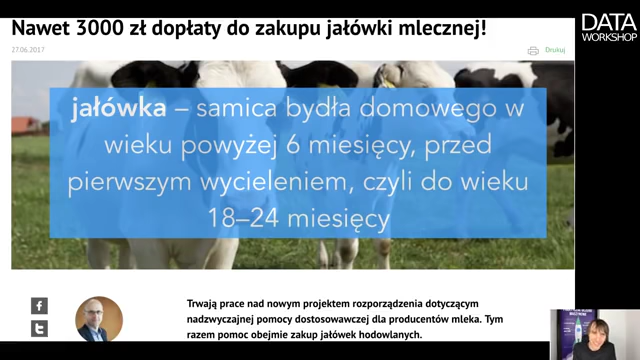 Nawet 3000 zł dopłaty do zakupu jałówki mlecznej!
DATA
WORKSHOP
27.06.2017
Drukuj
jałówka – samica bydła domowego w
wieku powyżej 6 miesięcy, przed
pierwszym wycieleniem, czyli do wieku
18–24 miesięcy
Trwają prace nad nowym projektem rozporządzenia dotyczącym
nadzwyczajnej pomocy dostosowawczej dla producentów mleka. Tym
razem pomoc obejmie zakup jałówek hodowlanych.